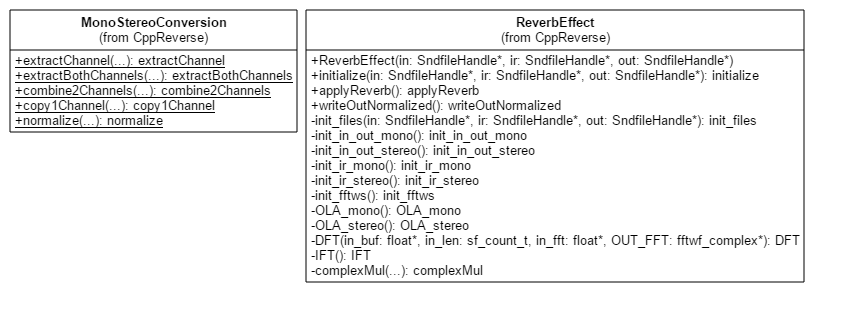 MonoStereoConversion
(from CppReverse)
+extractChannel(...): extractChannel
+extractBothChannels(...): extractBothChannels
+combine2Channels(...): combine2Channels
+copy1Channel(...): copy1Channel
+normalize(...): normalize
ReverbEffect
(from CppReverse)
+ReverbEffect(in: SndfileHandle*, ir: SndfileHandle*, out: SndfileHandle*)
+initialize(in: SndfileHandle*, ir: SndfileHandle*, out: SndfileHandle*): initialize
+applyReverb(): applyReverb
+writeOutNormalized(): writeOutNormalized
-init_files(in: SndfileHandle*, ir: SndfileHandle*, out: SndfileHandle*): init_files
-init_in_out_mono(): init_in_out_mono
-init_in_out_stereo(): init_in_out_stereo
-init_ir_mono(): init_ir_mono
-init_ir_stereo(): init_ir_stereo
-init_fftws(): init_fftws
-OLA_mono(): OLA_mono
-OLA_stereo(): OLA_stereo
-DFT(in_buf: float*, in_len: sf_count_t, in_fft: float*, OUT_FFT: fftwf_complex*): DFT
-IFT(): IFT
-complexMul(...): complexMul